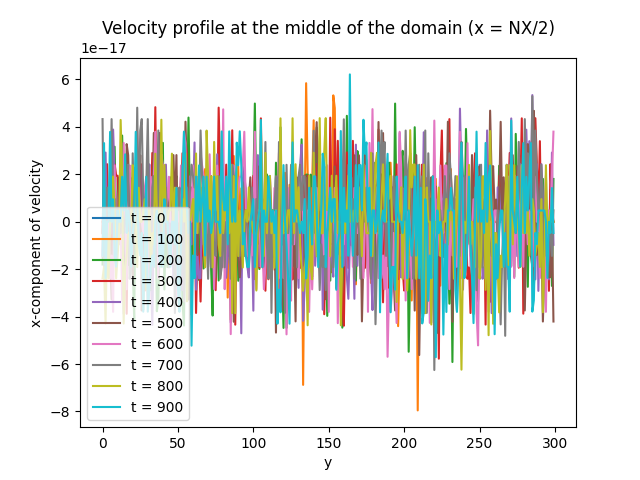 Velocity profile at the middle of the domain (x = NX/2)
1e−17
6
4
2
0
−2
−4
−6
−8
x-component of velocity
t = 0
t = 100
t = 200
t = 300
t = 400
t = 500
t = 600
t = 700
t = 800
t = 900
0 50 100 150 200 250 300
y